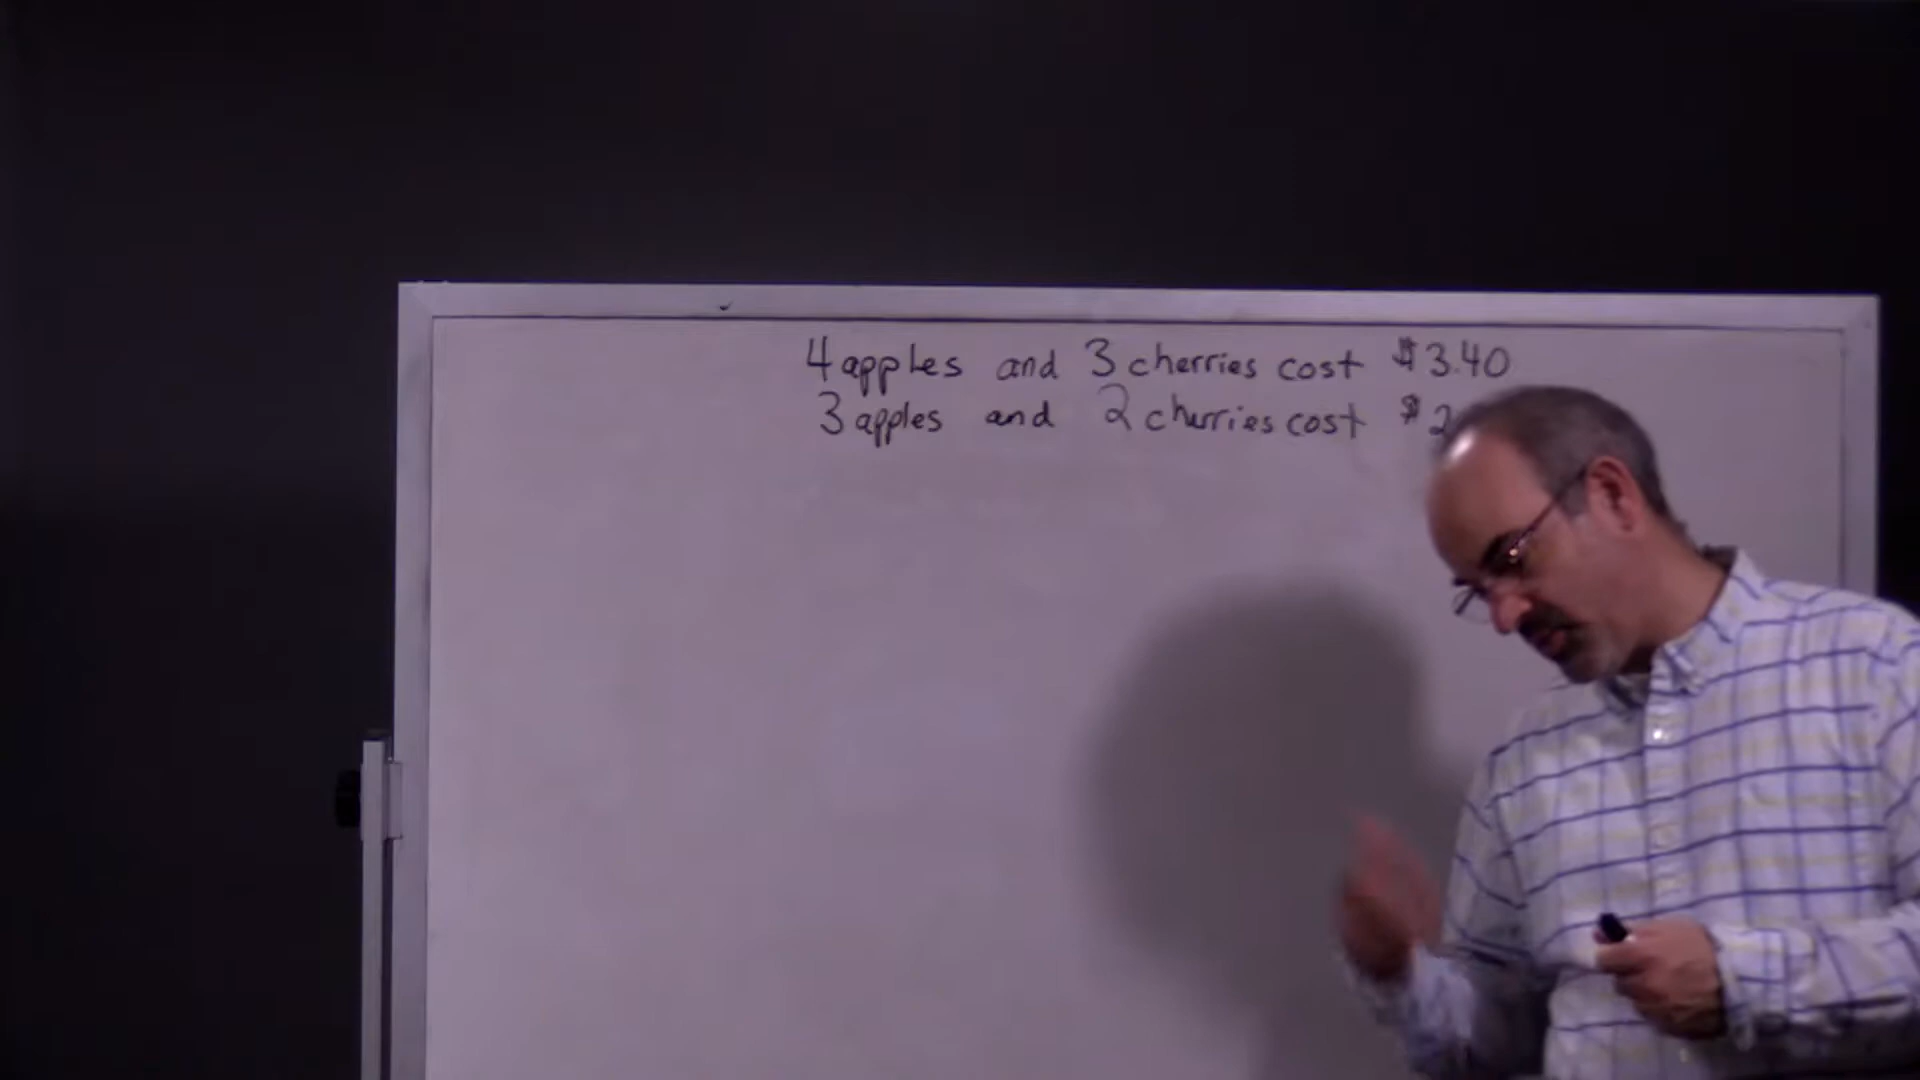 4 apples and 3 cherries cost $3.40
3 apples and 2 cherries cost $2